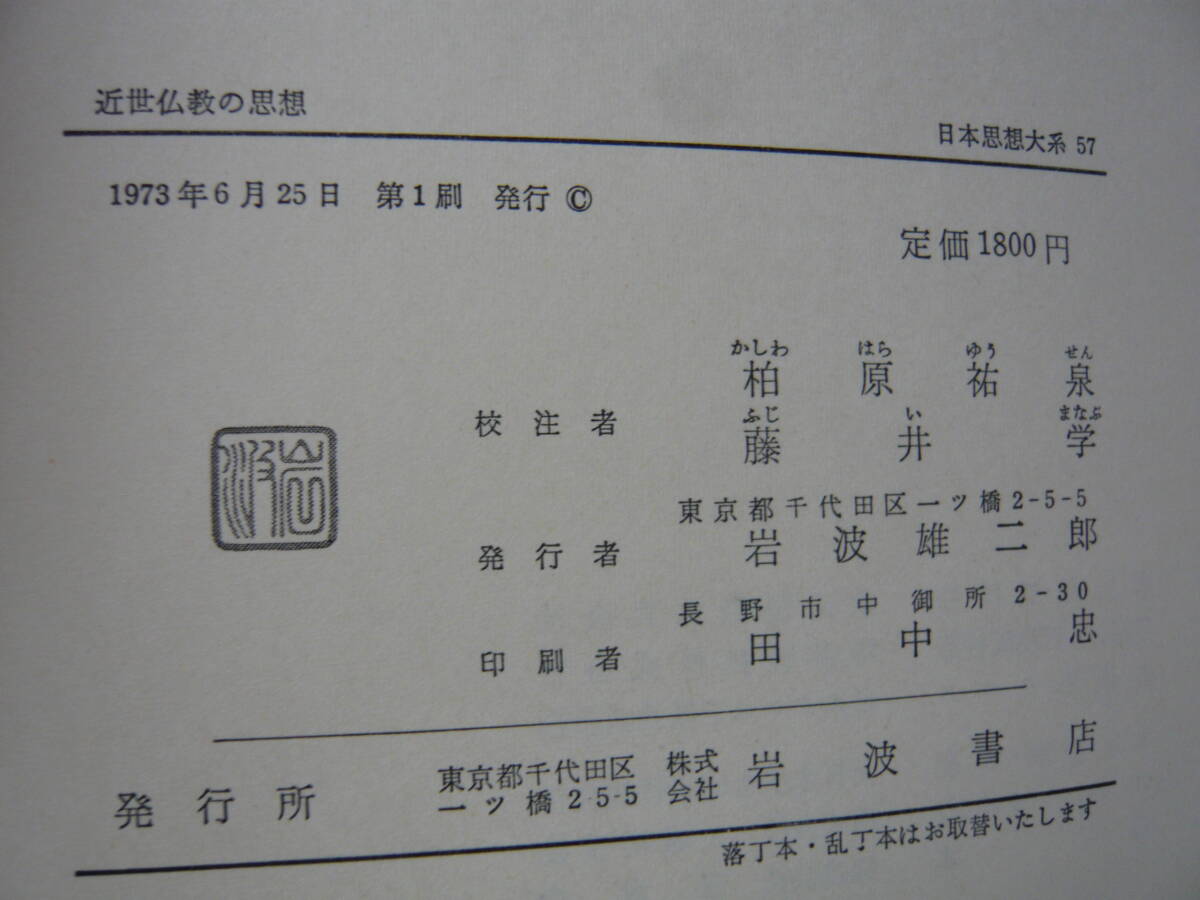 近世仏教の思想
日本思想大系 57
1973年6月25日 第1刷 発行 ©
定価1800円
かしわ はら ゆう せん
柏原祐泉
校注者
ふじ い まなぶ
藤井学
東京都千代田区一ツ橋2-5-5
発行者 岩波雄二郎
長野市中御所2-30
印刷者 田中忠
発行所 東京都千代田区 株式 岩波書店
一ツ橋2-5-5 会社
落丁本・乱丁本はお取替いたします